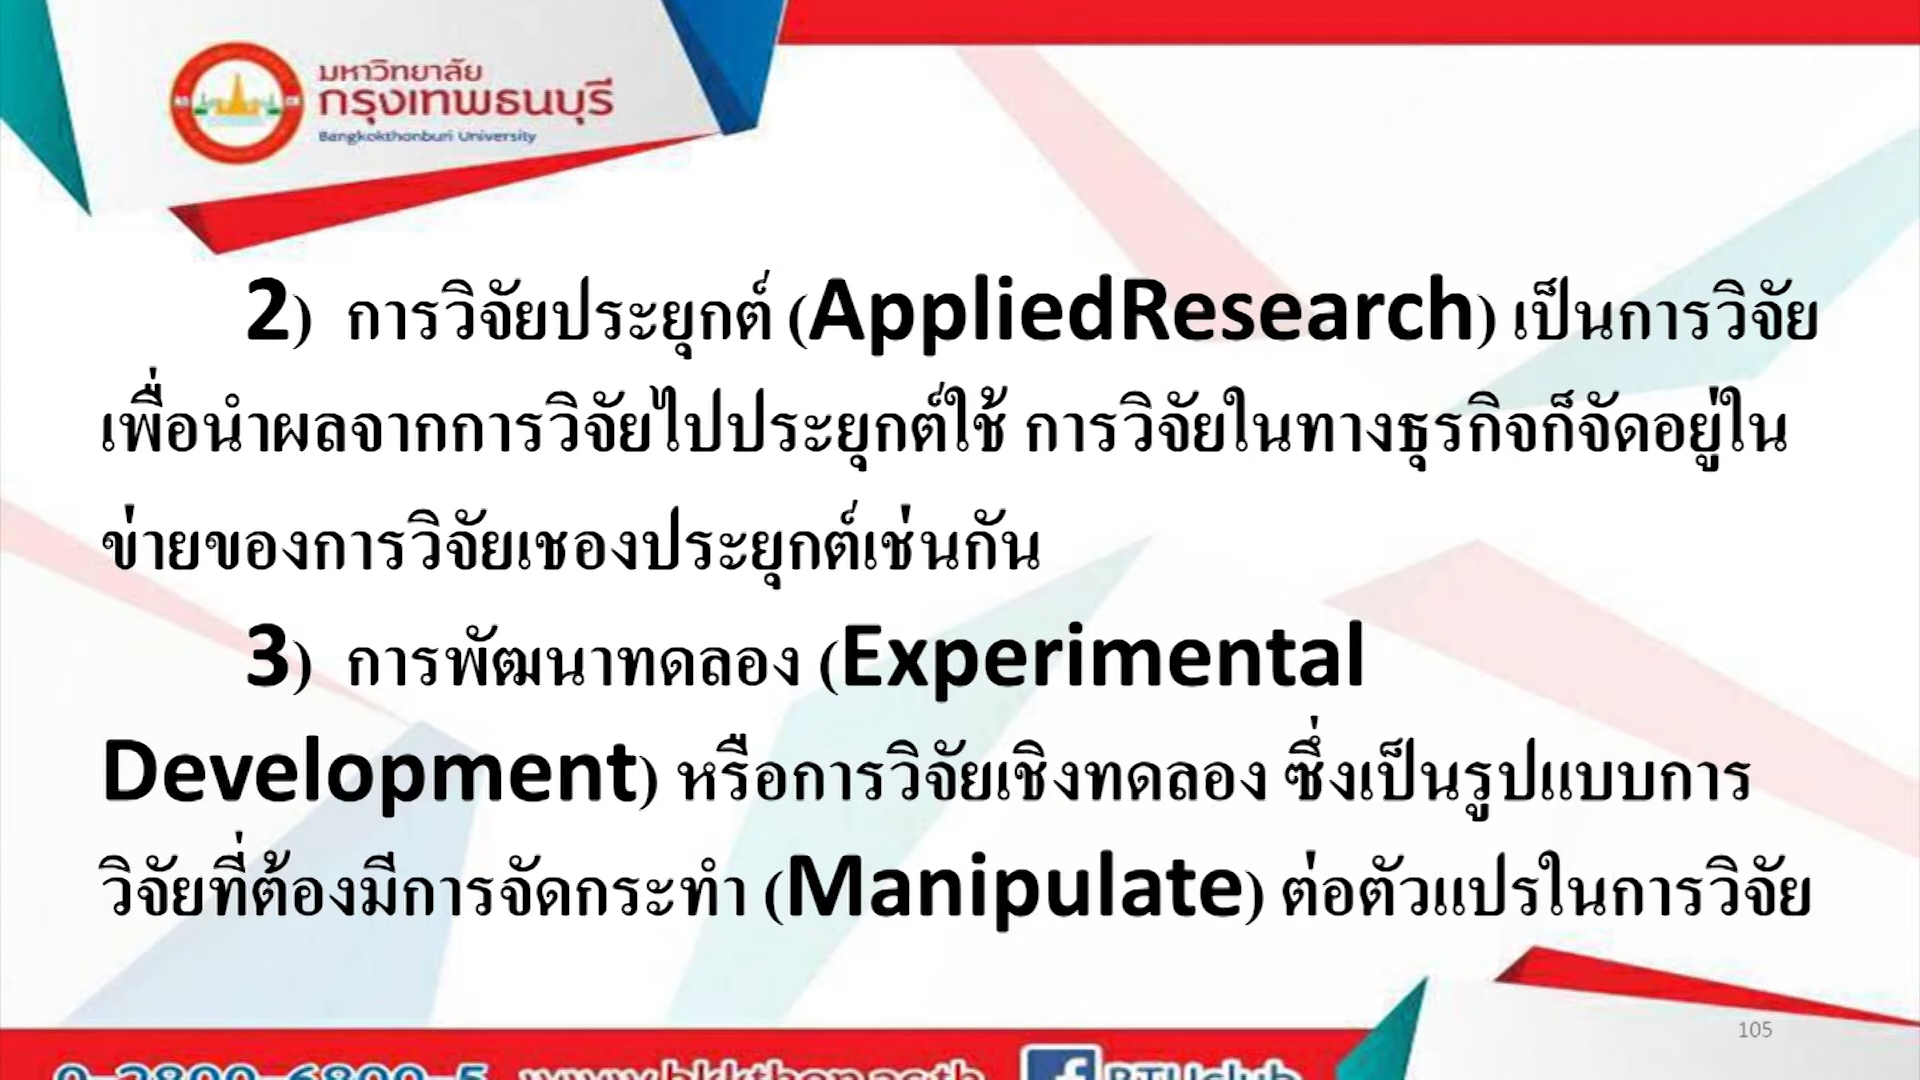 มหาวิทยาลัย
กรุงเทพธนบุรี
Bangkokthonburi University
2) การวิจัยประยุกต์ (AppliedResearch) เป็นการวิจัย
เพื่อนำผลจากการวิจัยไปประยุกต์ใช้ การวิจัยในทางธุรกิจก็จัดอยู่ใน
ข่ายของการวิจัยเชองประยุกต์เช่นกัน
3) การพัฒนาทดลอง (Experimental
Development) หรือการวิจัยเชิงทดลอง ซึ่งเป็นรูปแบบการ
วิจัยที่ต้องมีการจัดกระทำ (Manipulate) ต่อตัวแปรในการวิจัย
105
0-2800-6800-5 www.bkkthon.ac.th BTUclub